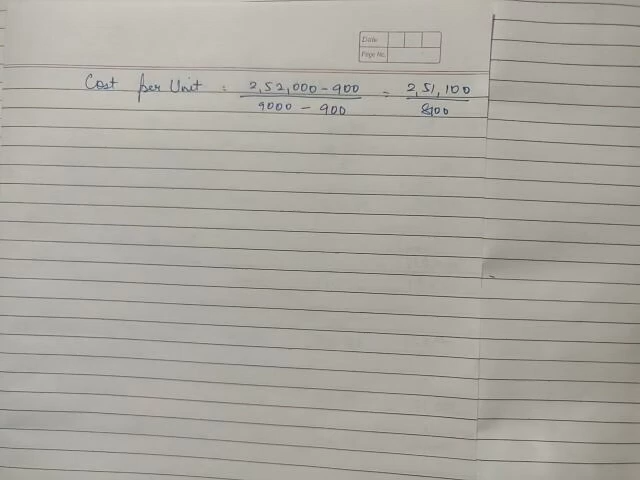 Date
Page No.
Cost per Unit = 2,52,000 - 900 / 9000 - 900 = 2,51,100 / 8100